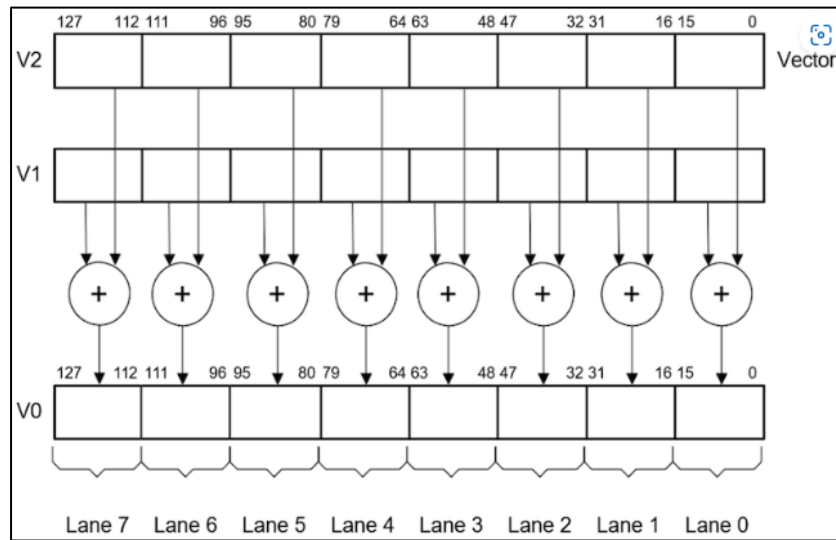 127 112 111 96 95 80 79 64 63 48 47 32 31 16 15 0
V2 Vector
V1
+ + + + + + + +
127 112 111 96 95 80 79 64 63 48 47 32 31 16 15 0
V0
Lane 7 Lane 6 Lane 5 Lane 4 Lane 3 Lane 2 Lane 1 Lane 0